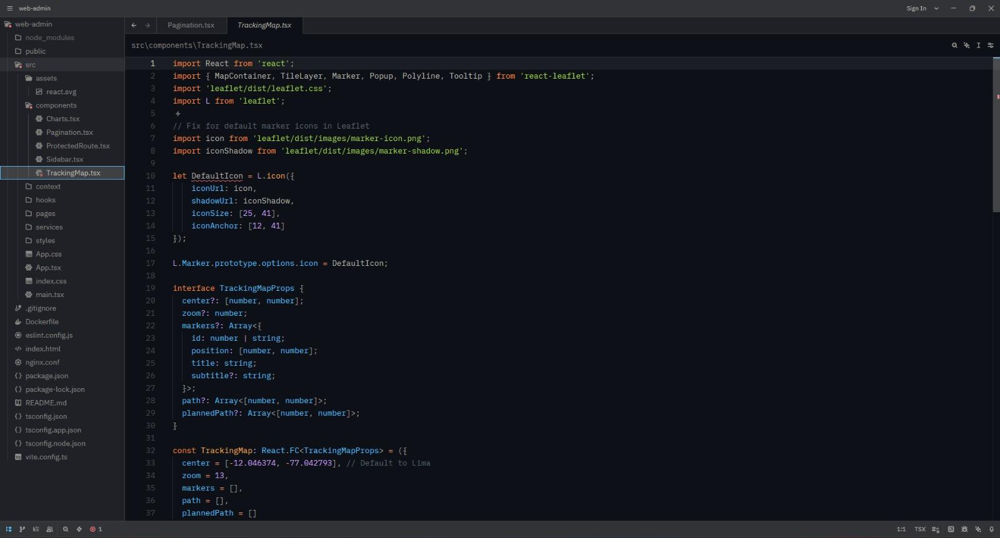 web-admin
Sign In
web-admin
node_modules
public
src
assets
react.svg
components
Charts.tsx
Pagination.tsx
ProtectedRoute.tsx
Sidebar.tsx
TrackingMap.tsx
context
hooks
pages
services
styles
App.css
App.tsx
index.css
main.tsx
.gitignore
Dockerfile
eslint.config.js
index.html
nginx.conf
package.json
package-lock.json
README.md
tsconfig.json
tsconfig.app.json
tsconfig.node.json
vite.config.ts
Pagination.tsx
TrackingMap.tsx
src\components\TrackingMap.tsx
1 import React from 'react';
2 import { MapContainer, TileLayer, Marker, Popup, Polyline, Tooltip } from 'react-leaflet';
3 import 'leaflet/dist/leaflet.css';
4 import L from 'leaflet';
5
6 // Fix for default marker icons in Leaflet
7 import icon from 'leaflet/dist/images/marker-icon.png';
8 import iconShadow from 'leaflet/dist/images/marker-shadow.png';
9
10 let DefaultIcon = L.icon({
11     iconUrl: icon,
12     shadowUrl: iconShadow,
13     iconSize: [25, 41],
14     iconAnchor: [12, 41]
15 });
16
17 L.Marker.prototype.options.icon = DefaultIcon;
18
19 interface TrackingMapProps {
20   center?: [number, number];
21   zoom?: number;
22   markers?: Array<{
23     id: number | string;
24     position: [number, number];
25     title: string;
26     subtitle?: string;
27   }>;
28   path?: Array<[number, number]>;
29   plannedPath?: Array<[number, number]>;
30 }
31
32 const TrackingMap: React.FC<TrackingMapProps> = ({
33   center = [-12.046374, -77.042793], // Default to Lima
34   zoom = 13,
35   markers = [],
36   path = [],
37   plannedPath = []
1
1:1
TSX